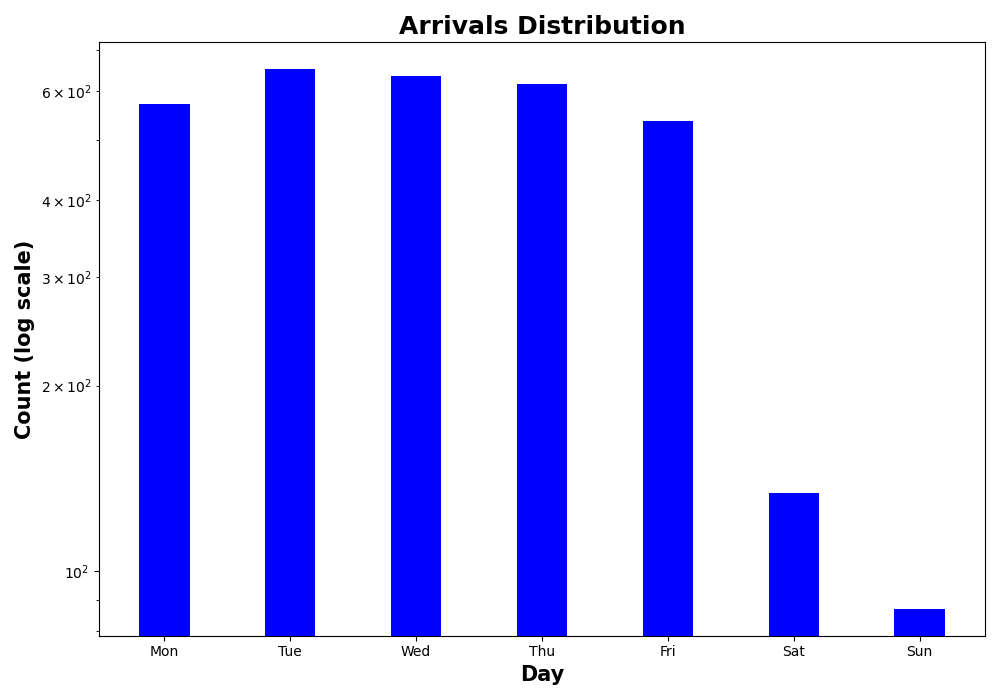 Arrivals Distribution
Count (log scale)
6 × 10²
4 × 10²
3 × 10²
2 × 10²
10²
Mon Tue Wed Thu Fri Sat Sun
Day